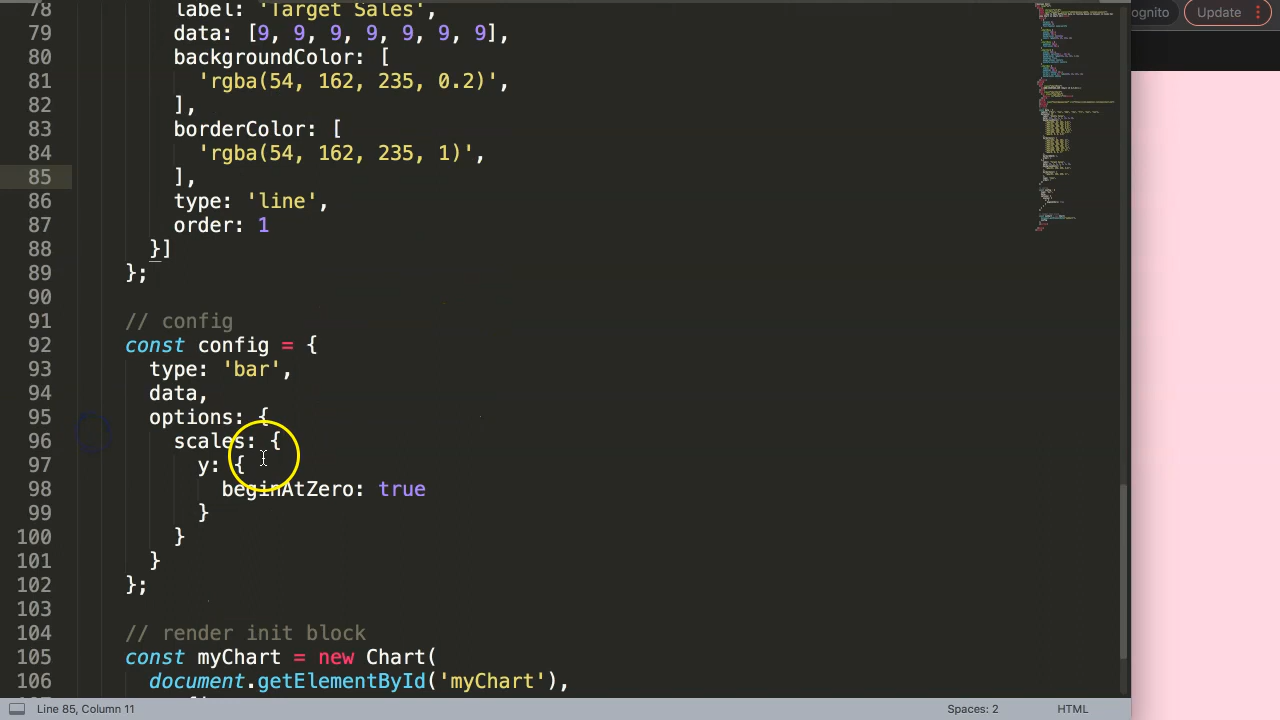 78 label: 'Target Sales',
79 data: [9, 9, 9, 9, 9, 9, 9],
80 backgroundColor: [
81 'rgba(54, 162, 235, 0.2)',
82 ],
83 borderColor: [
84 'rgba(54, 162, 235, 1)',
85 ],
86 type: 'line',
87 order: 1
88 }]
89 };
90
91 // config
92 const config = {
93 type: 'bar',
94 data,
95 options: {
96 scales: {
97 y: {
98 beginAtZero: true
99 }
100 }
101 }
102 };
103
104 // render init block
105 const myChart = new Chart(
106 document.getElementById('myChart'),
Line 85, Column 11
Spaces: 2
HTML
ognito
Update